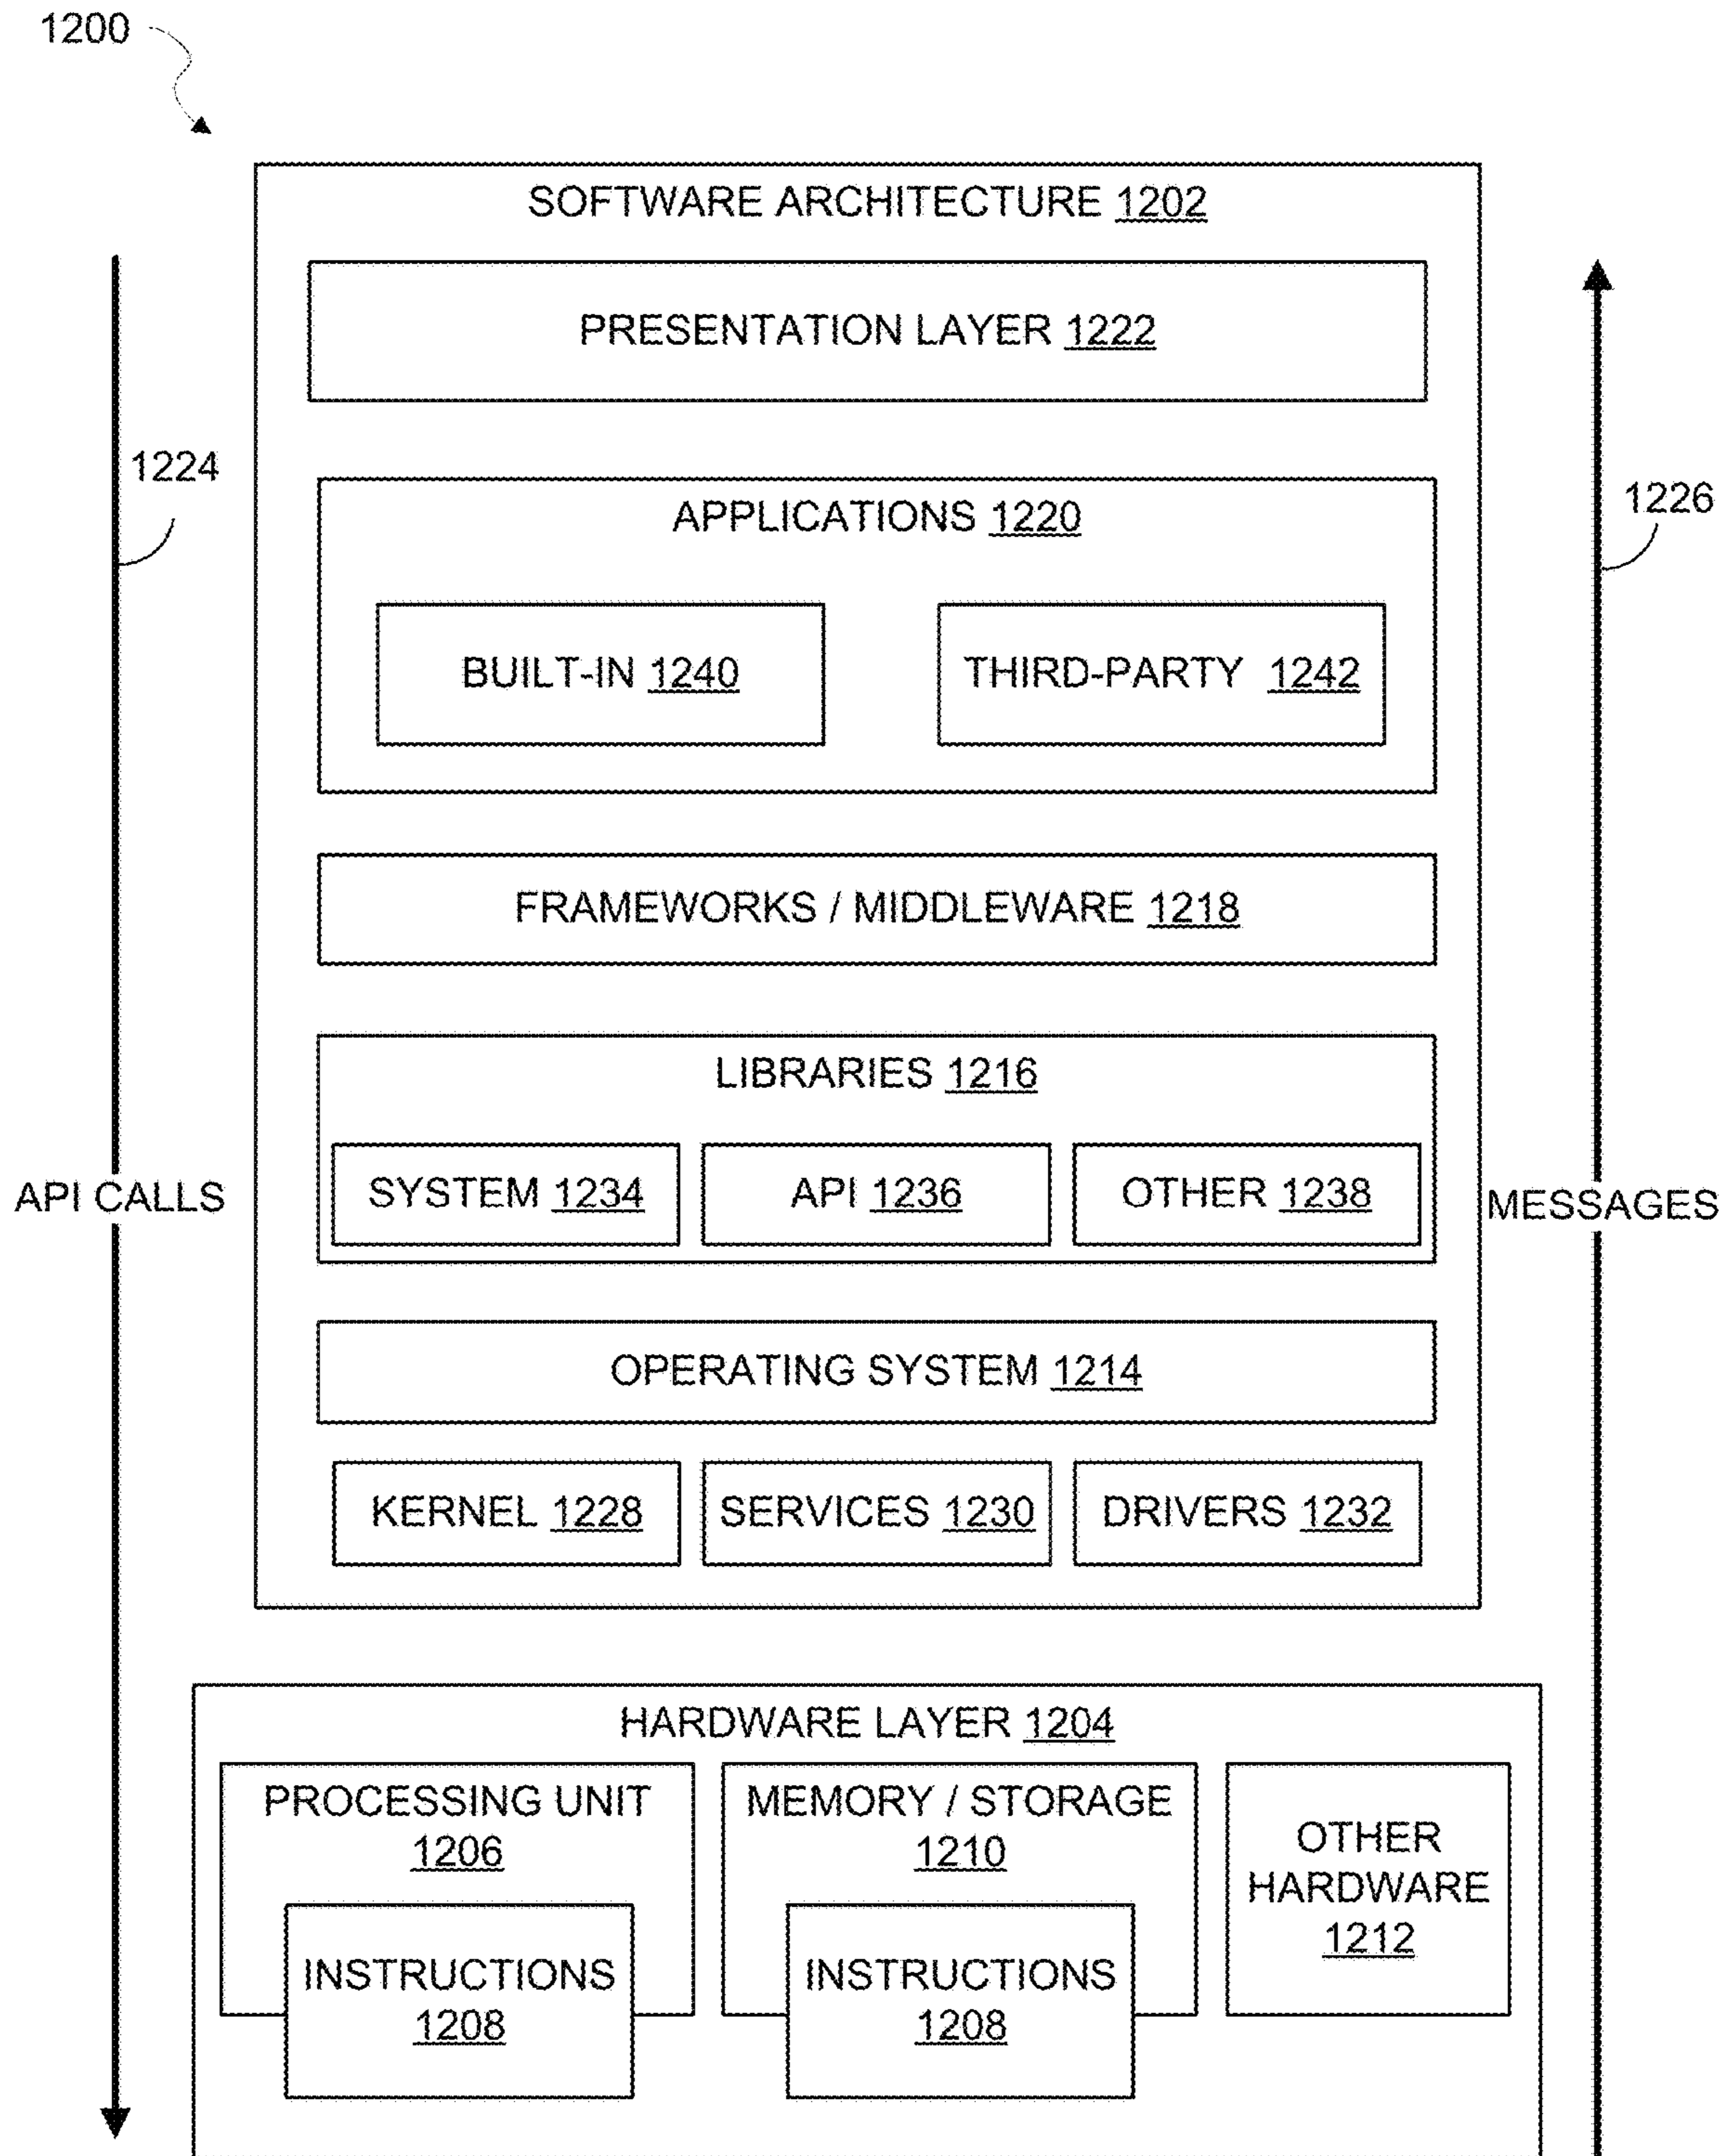 1200
SOFTWARE ARCHITECTURE 1202
PRESENTATION LAYER 1222
1224
1226
APPLICATIONS 1220
BUILT-IN 1240
THIRD-PARTY 1242
FRAMEWORKS / MIDDLEWARE 1218
LIBRARIES 1216
SYSTEM 1234
API 1236
OTHER 1238
API CALLS
MESSAGES
OPERATING SYSTEM 1214
KERNEL 1228
SERVICES 1230
DRIVERS 1232
HARDWARE LAYER 1204
PROCESSING UNIT
1206
INSTRUCTIONS
1208
MEMORY / STORAGE
1210
INSTRUCTIONS
1208
OTHER
HARDWARE
1212